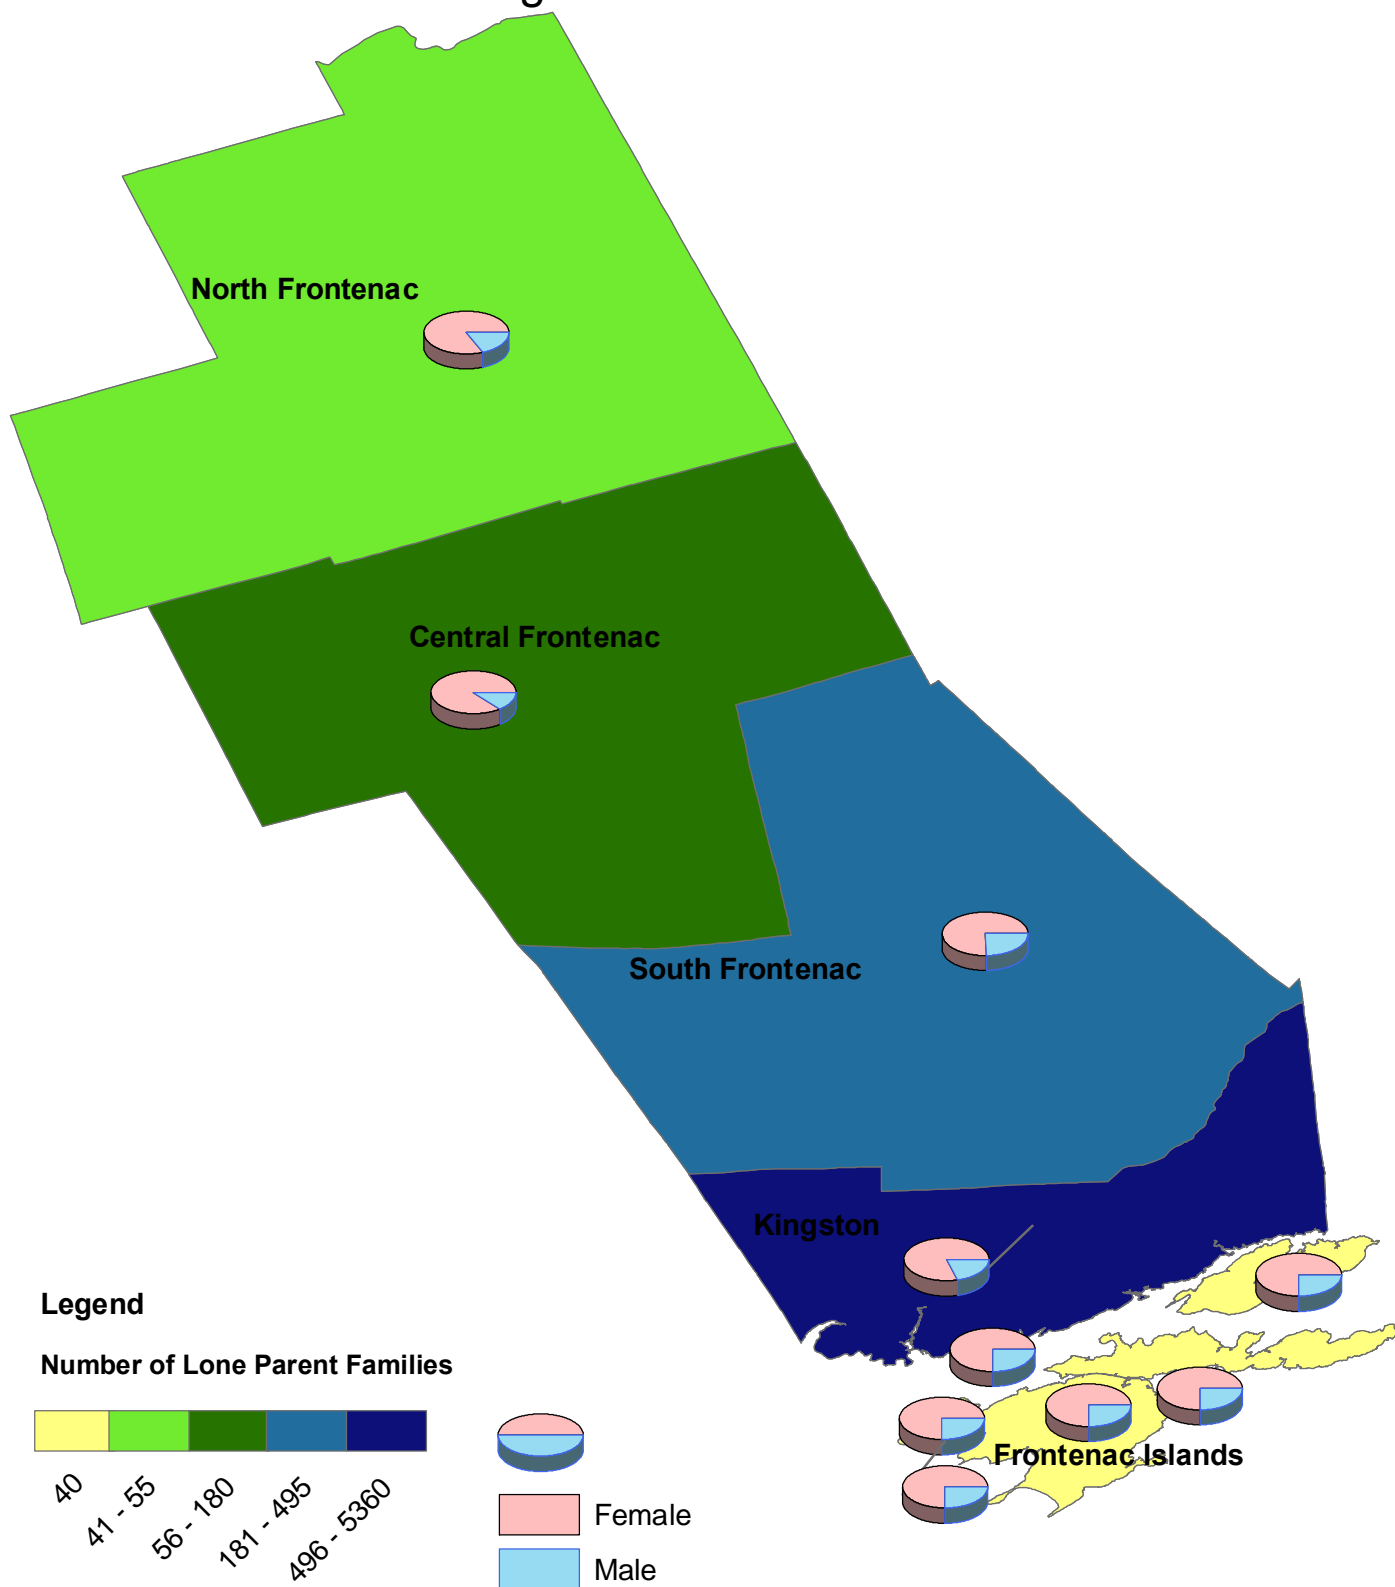 North Frontenac
Central Frontenac
South Frontenac
Kingston
Frontenac Islands
Legend
Number of Lone Parent Families
40
41 - 55
56 - 180
181 - 495
496 - 5360
Female
Male